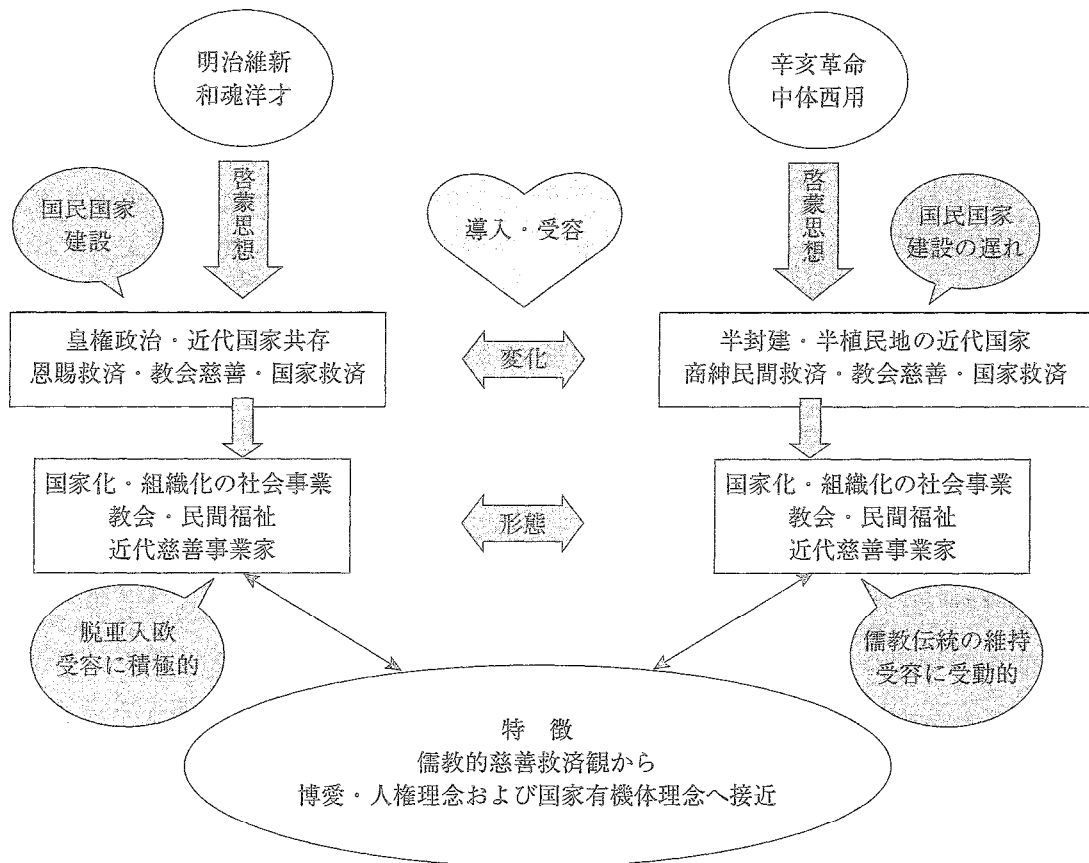 明治維新
和魂洋才
辛亥革命
中体西用
啓蒙思想
啓蒙思想
国民国家
建設
導入・受容
国民国家
建設の遅れ
皇権政治・近代国家共存
恩賜救済・教会慈善・国家救済
変化
半封建・半植民地の近代国家
商紳民間救済・教会慈善・国家救済
国家化・組織化の社会事業
教会・民間福祉
近代慈善事業家
形態
国家化・組織化の社会事業
教会・民間福祉
近代慈善事業家
脱亜入欧
受容に積極的
儒教伝統の維持
受容に受動的
特 徴
儒教的慈善救済観から
博愛・人権理念および国家有機体理念へ接近